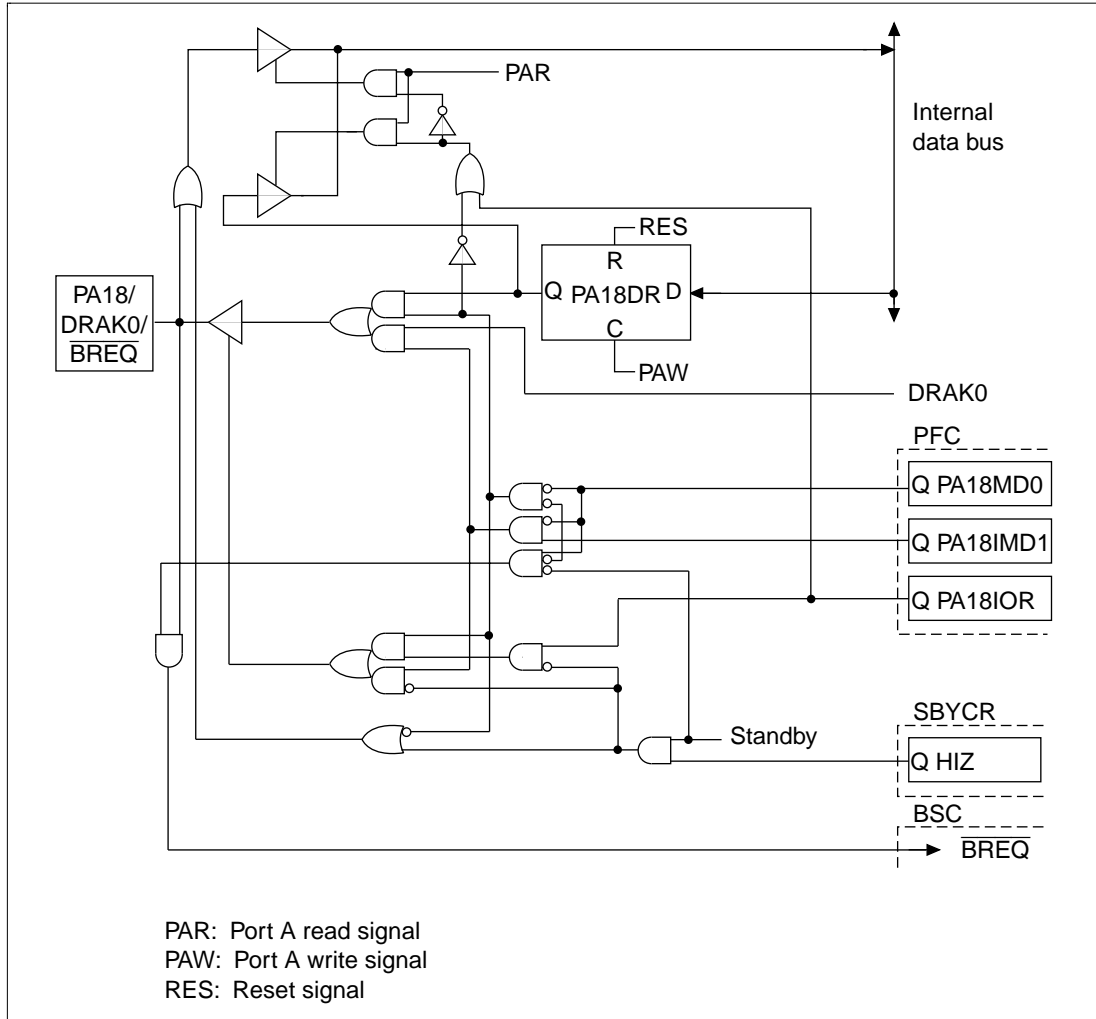 PAR
Internal
data bus
RES
R
Q PA18DR D
C
PAW
PA18/
DRAK0/
BREQ
DRAK0
PFC
Q PA18MD0
Q PA18IMD1
Q PA18IOR
SBYCR
Standby
Q HIZ
BSC
BREQ
PAR: Port A read signal
PAW: Port A write signal
RES: Reset signal